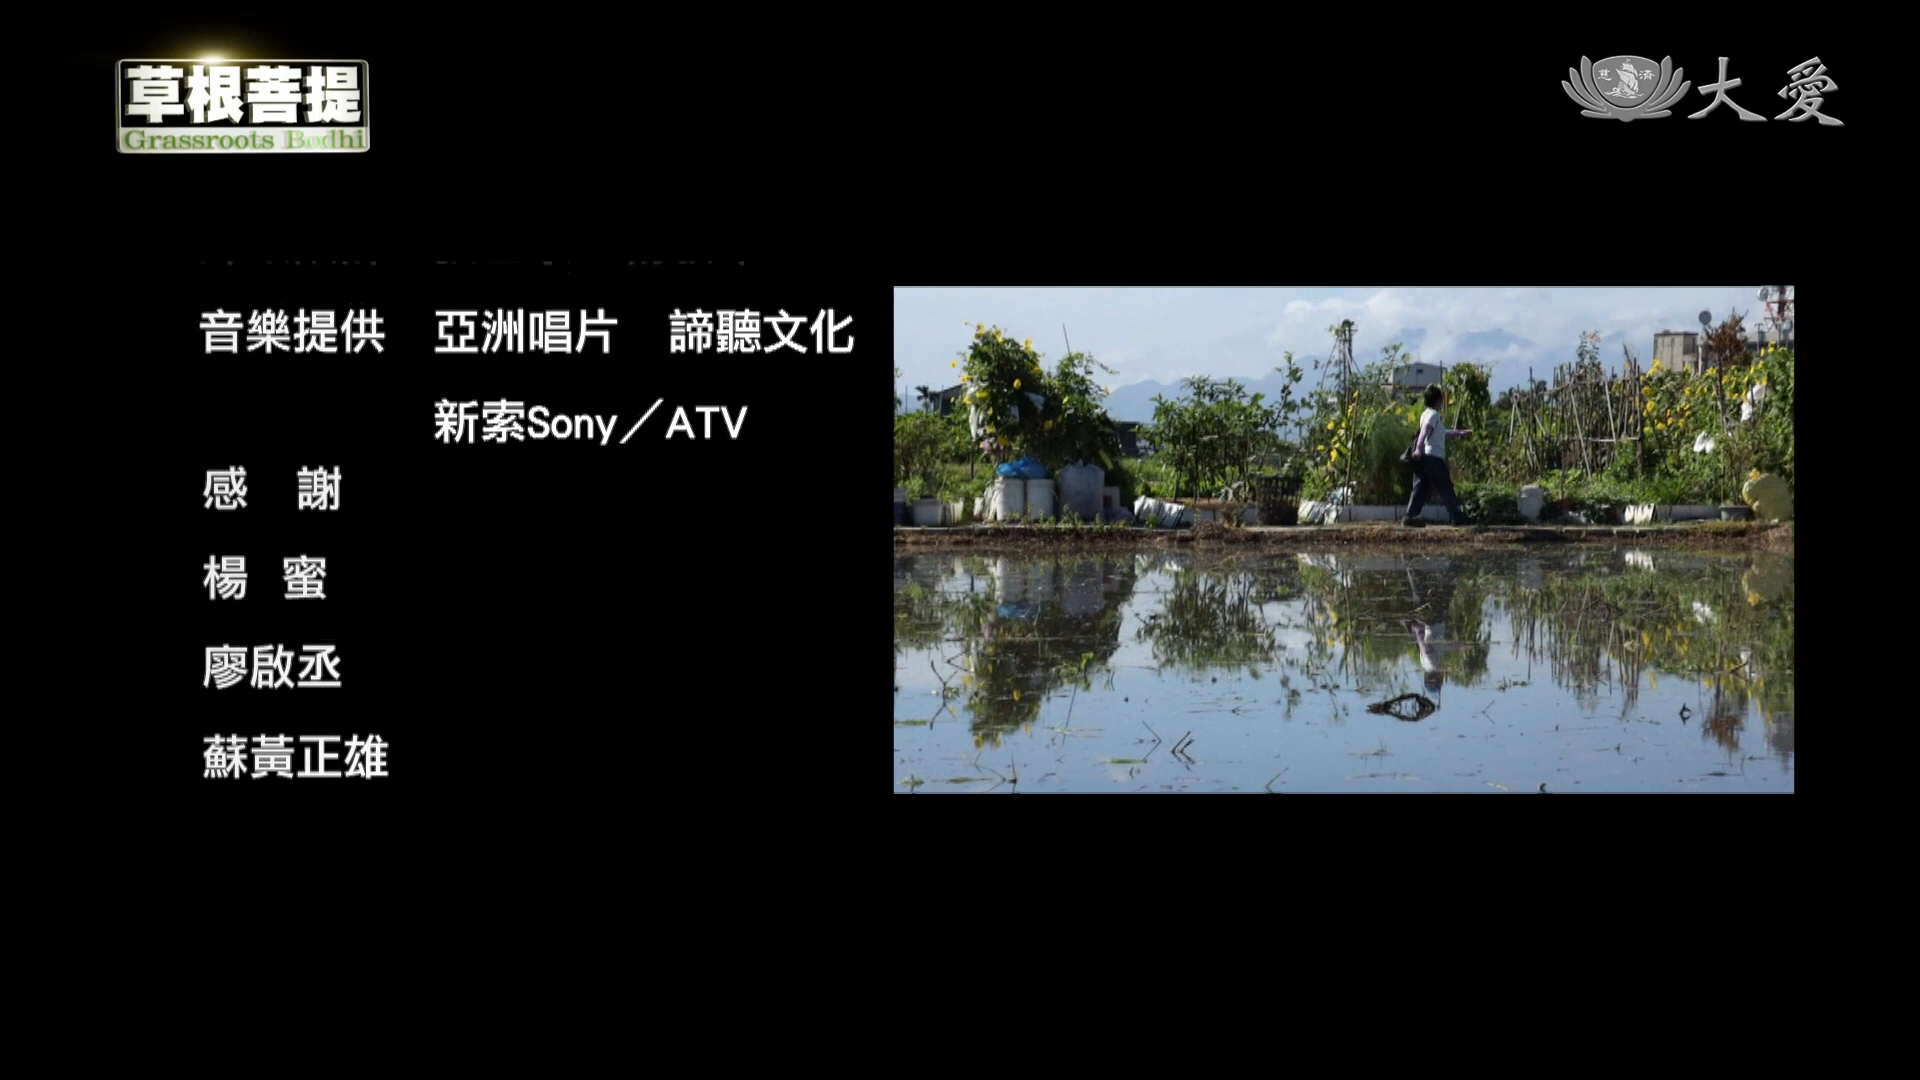 草根菩提
Grassroots Bodhi
慈濟
大愛
音樂提供 亞洲唱片 諦聽文化
新索Sony／ATV
感 謝
楊 蜜
廖啟丞
蘇黃正雄